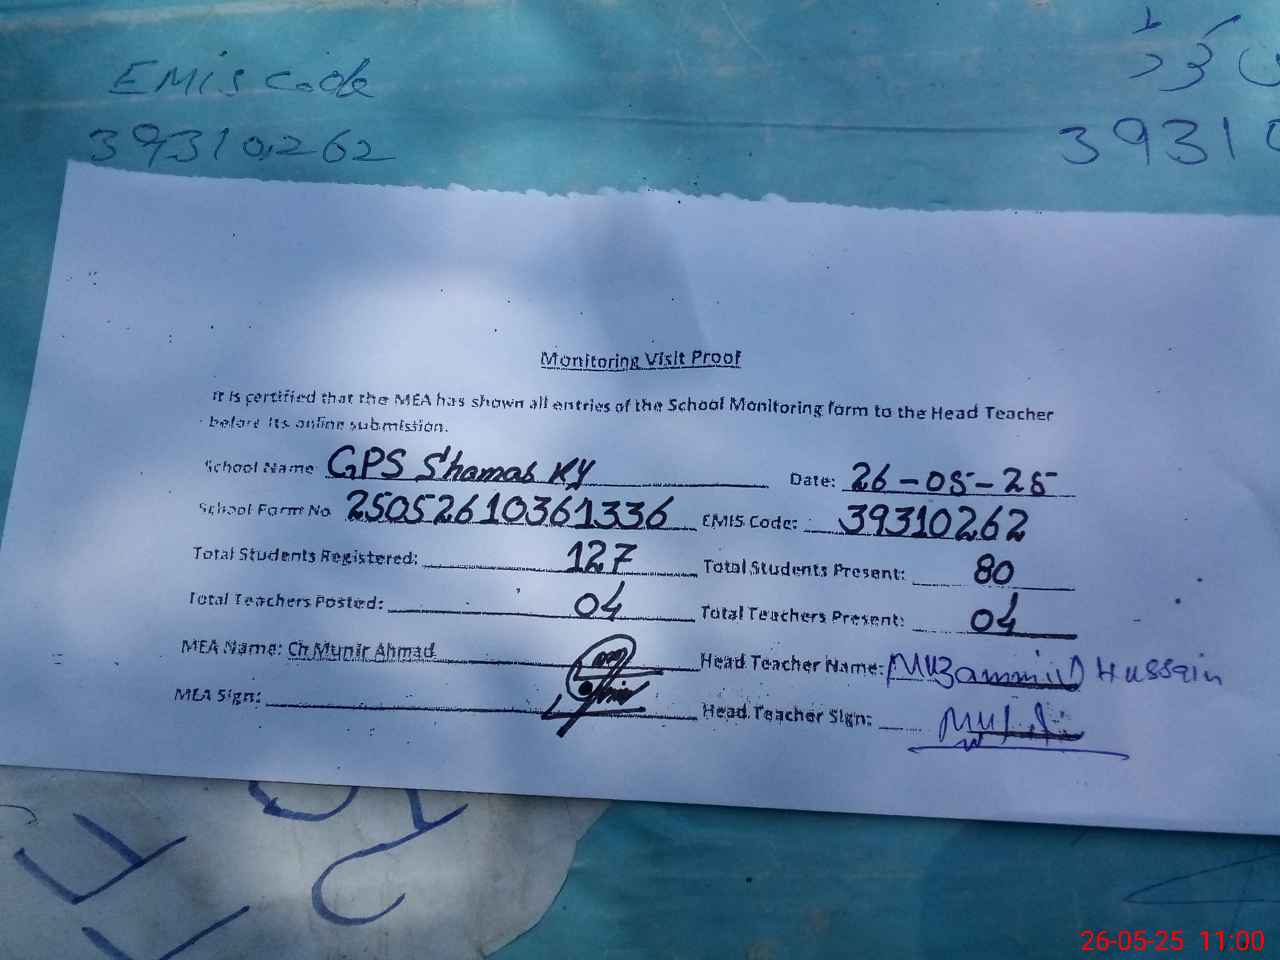 EMIS Code
39310262
39310
Monitoring Visit Proof
It is certified that the MEA has shown all entries of the School Monitoring form to the Head Teacher
before its online submission.
School Name GPS Shamas Ky Date: 26-05-25
School Form No 25052610361336 EMIS Code: 39310262
Total Students Registered: 127 Total Students Present: 80
Total Teachers Posted: 04 Total Teachers Present: 04
MEA Name: Ch Munir Ahmad Head Teacher Name: Muzammil Hussain
MEA Sign: Head Teacher Sign:
26-05-25 11:00